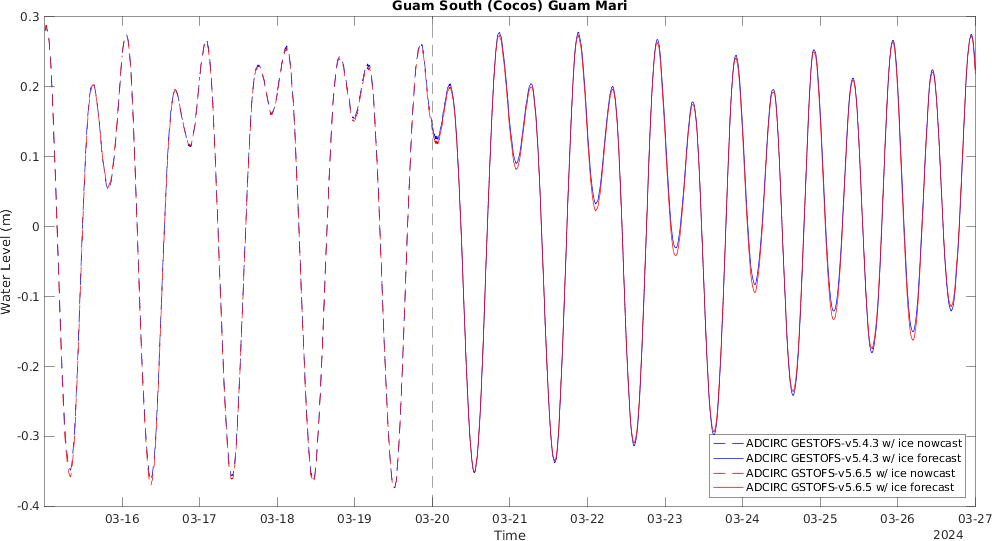 Guam South (Cocos) Guam Mari
0.3
0.2
0.1
0
-0.1
-0.2
-0.3
-0.4
Water Level (m)
ADCIRC GESTOFS-v5.4.3 w/ ice nowcast
ADCIRC GESTOFS-v5.4.3 w/ ice forecast
ADCIRC GSTOFS-v5.6.5 w/ ice nowcast
ADCIRC GSTOFS-v5.6.5 w/ ice forecast
03-16 03-17 03-18 03-19 03-20 03-21 03-22 03-23 03-24 03-25 03-26 03-27
Time
2024